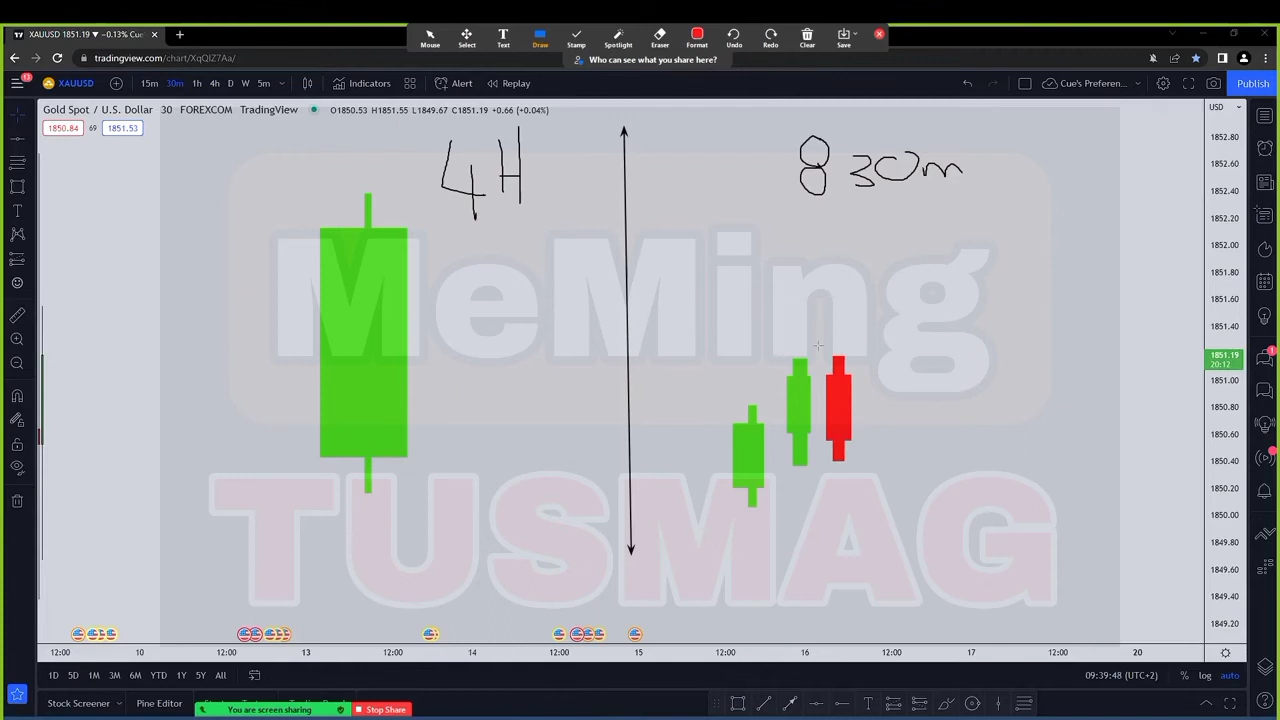 XAUUSD 1851.19 ▼ −0.13% Cue
Mouse Select Text Draw Stamp Spotlight Eraser Format Undo Redo Clear Save
Who can see what you share here?
tradingview.com/chart/XqQlZ7Aa/
13
XAUUSD 15m 30m 1h 4h D W 5m Indicators Alert Replay Cue's Preferen... Publish
Gold Spot / U.S. Dollar 30 FOREXCOM TradingView O1850.53 H1851.55 L1849.67 C1851.19 +0.66 (+0.04%)
USD
1850.84 69 1851.53
4H
8 30m
MeMing
TUSMAG
1852.80
1852.60
1852.40
1852.20
1852.00
1851.80
1851.60
1851.40
1851.19
20:12
1851.00
1850.80
1850.60
1850.40
1850.20
1850.00
1849.80
1849.60
1849.40
1849.20
1
12:00 10 12:00 13 12:00 14 12:00 15 12:00 16 12:00 17 20
1D 5D 1M 3M 6M YTD 1Y 5Y All 09:39:48 (UTC+2) % log auto
Stock Screener Pine Editor
You are screen sharing Stop Share